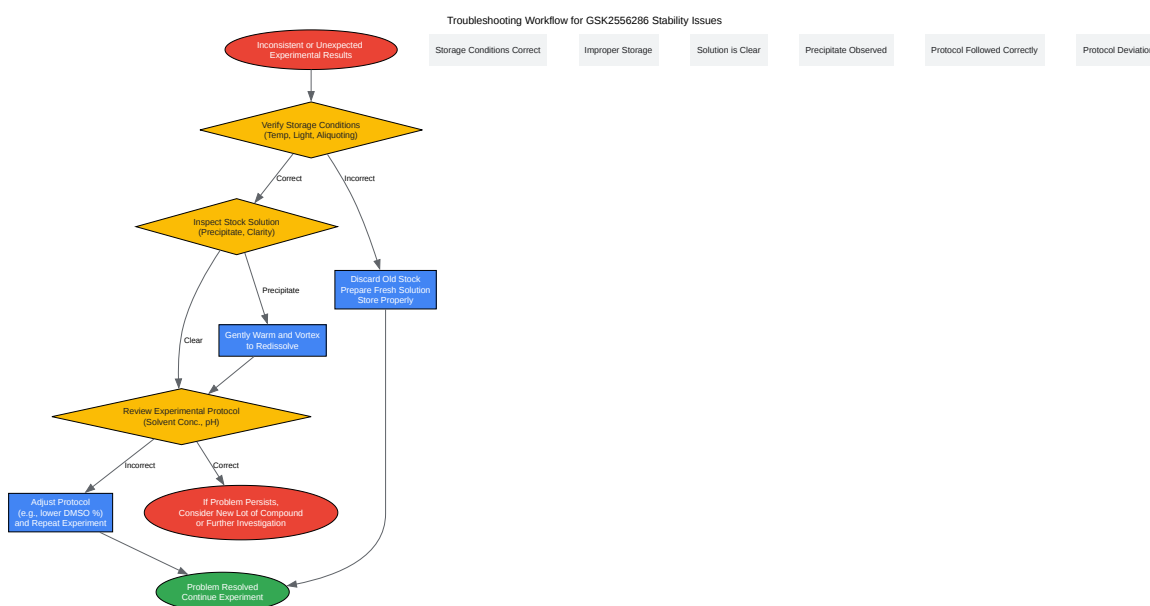 Troubleshooting Workflow for GSK2556286 Stability Issues
Inconsistent or Unexpected
Experimental Results
Storage Conditions Correct
Improper Storage
Solution is Clear
Precipitate Observed
Protocol Followed Correctly
Protocol
Verify Storage Conditions
(Temp, Light, Aliquoting)
Correct
Incorrect
Inspect Stock Solution
(Precipitate, Clarity)
Discard Old Stock
Prepare Fresh Solution
Store Properly
Precipitate
Gently Warm and Vortex
to Redissolve
Clear
Review Experimental Protocol
(Solvent Conc., pH)
Incorrect
Correct
Adjust Protocol
(e.g., lower DMSO %)
and Repeat Experiment
If Problem Persists,
Consider New Lot of Compound
or Further Investigation
Problem Resolved
Continue Experiment